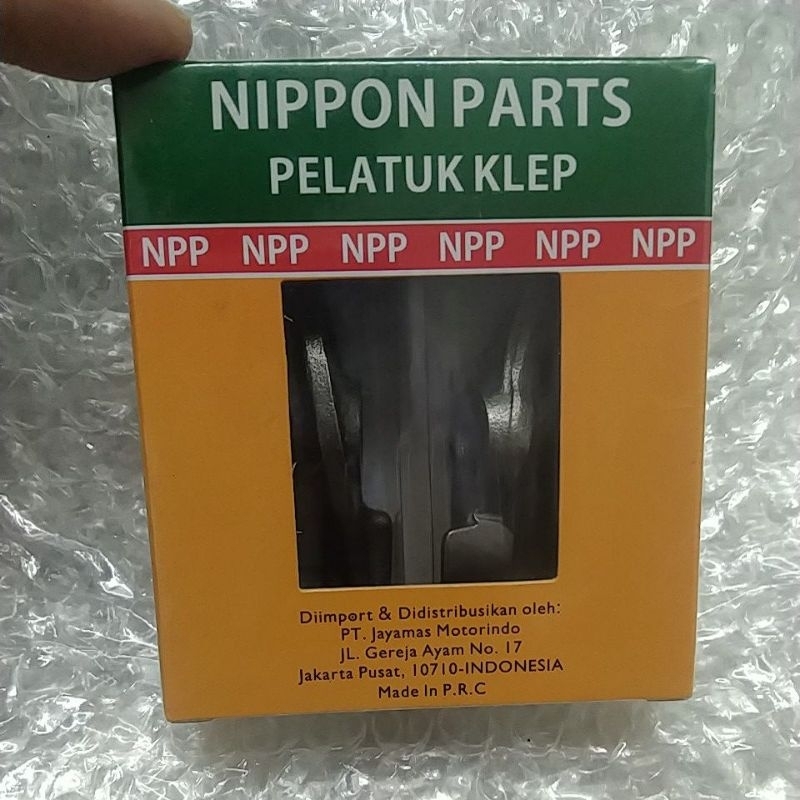 NIPPON PARTS
PELATUK KLEP
NPP NPP NPP NPP NPP NPP
Diimport & Didistribusikan oleh:
PT. Jayamas Motorindo
JL. Gereja Ayam No. 17
Jakarta Pusat, 10710-INDONESIA
Made In P.R.C